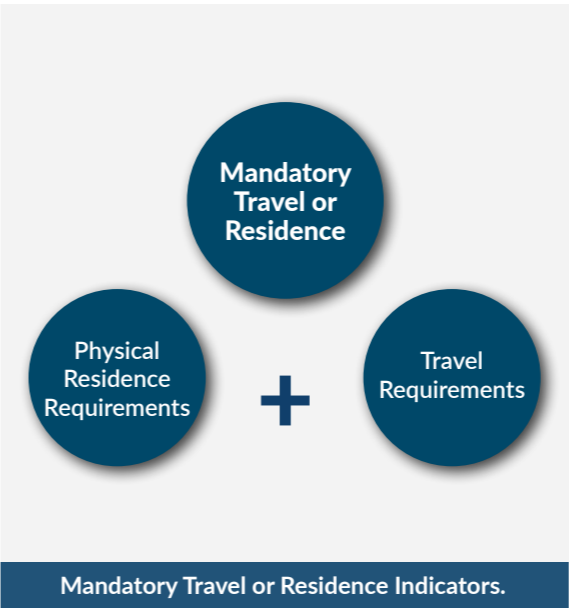 Mandatory
Travel or
Residence
Physical
Residence
Requirements
+
Travel
Requirements
Mandatory Travel or Residence Indicators.